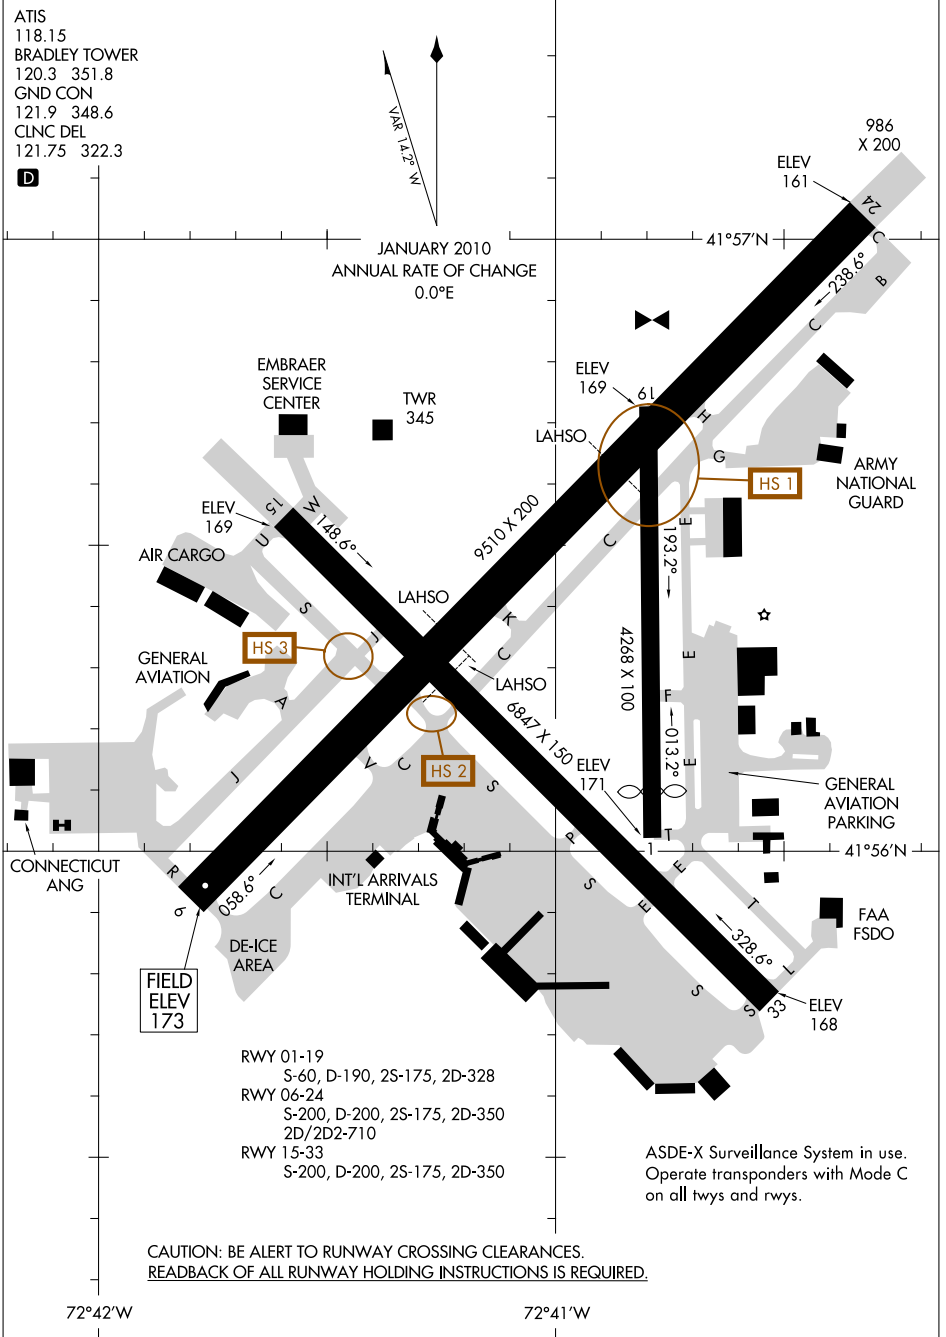 ATIS
118.15
BRADLEY TOWER
120.3 351.8
GND CON
121.9 348.6
CLNC DEL
121.75 322.3
D
VAR 14.2° W
JANUARY 2010
ANNUAL RATE OF CHANGE
0.0°E
986
X 200
ELEV
161
24
41°57'N
C
B
238.6°
C
EMBRAER
SERVICE
CENTER
TWR
345
ELEV
169
19
H
LAHSO
G
HS 1
ARMY
NATIONAL
GUARD
ELEV
169
15
W
U
148.6°
9510 X 200
C
E
193.2°
AIR CARGO
S
LAHSO
J
K
HS 3
C
4268 X 100
E
GENERAL
AVIATION
LAHSO
A
6847 X 150
F
013.2°
J
V
C
HS 2
S
ELEV
171
E
GENERAL
AVIATION
PARKING
P
1
T
41°56'N
CONNECTICUT
ANG
R
6
058.6°
C
INT'L ARRIVALS
TERMINAL
S
E
E
T
FAA
FSDO
DE-ICE
AREA
328.6°
L
FIELD
ELEV
173
S
S
33
ELEV
168
RWY 01-19
S-60, D-190, 2S-175, 2D-328
RWY 06-24
S-200, D-200, 2S-175, 2D-350
2D/2D2-710
RWY 15-33
S-200, D-200, 2S-175, 2D-350
ASDE-X Surveillance System in use.
Operate transponders with Mode C
on all twys and rwys.
CAUTION: BE ALERT TO RUNWAY CROSSING CLEARANCES.
READBACK OF ALL RUNWAY HOLDING INSTRUCTIONS IS REQUIRED.
72°42'W
72°41'W